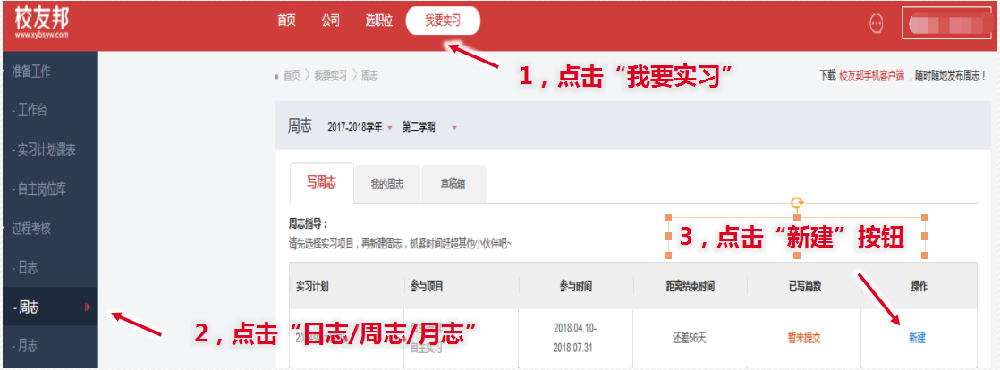 校友邦
www.xybsyw.com
首页 公司 选职位 我要实习
准备工作
- 工作台
- 实习计划课表
- 自主岗位库
过程考核
- 日志
- 周志
- 月志
首页 > 我要实习 > 周志
1，点击“我要实习”
下载 校友邦手机客户端 ，随时随地发布周志！
周志 2017-2018学年 第二学期
写周志 我的周志 草稿箱
周志指导：
请先选择实习项目，再新建周志，抓紧时间赶超其他小伙伴吧~
3，点击“新建”按钮
实习计划 参与项目 参与时间 距离结束时间 已写篇数 操作
2，点击“日志/周志/月志”
自主实习
2018.04.10-
2018.07.31
还差56天
暂未提交
新建